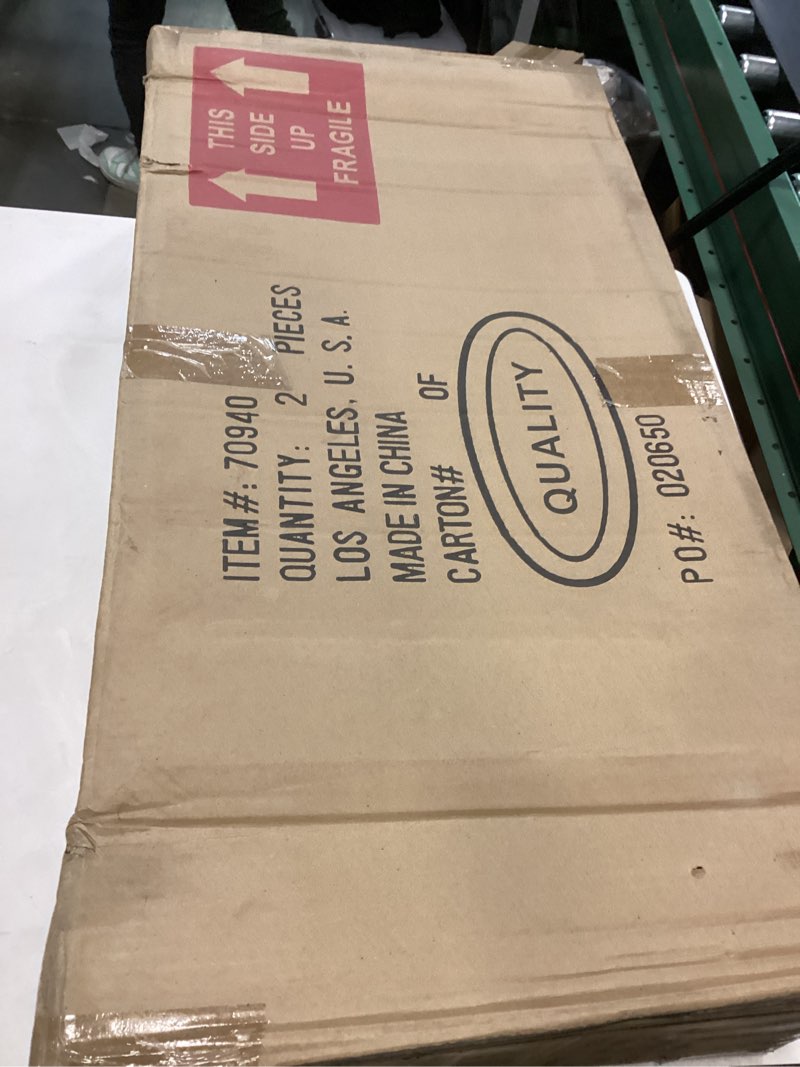 THIS
SIDE
UP
FRAGILE
ITEM#: 70940
QUANTITY: 2 PIECES
LOS ANGELES, U. S. A.
MADE IN CHINA
CARTON# OF
QUALITY
PO#: 020650